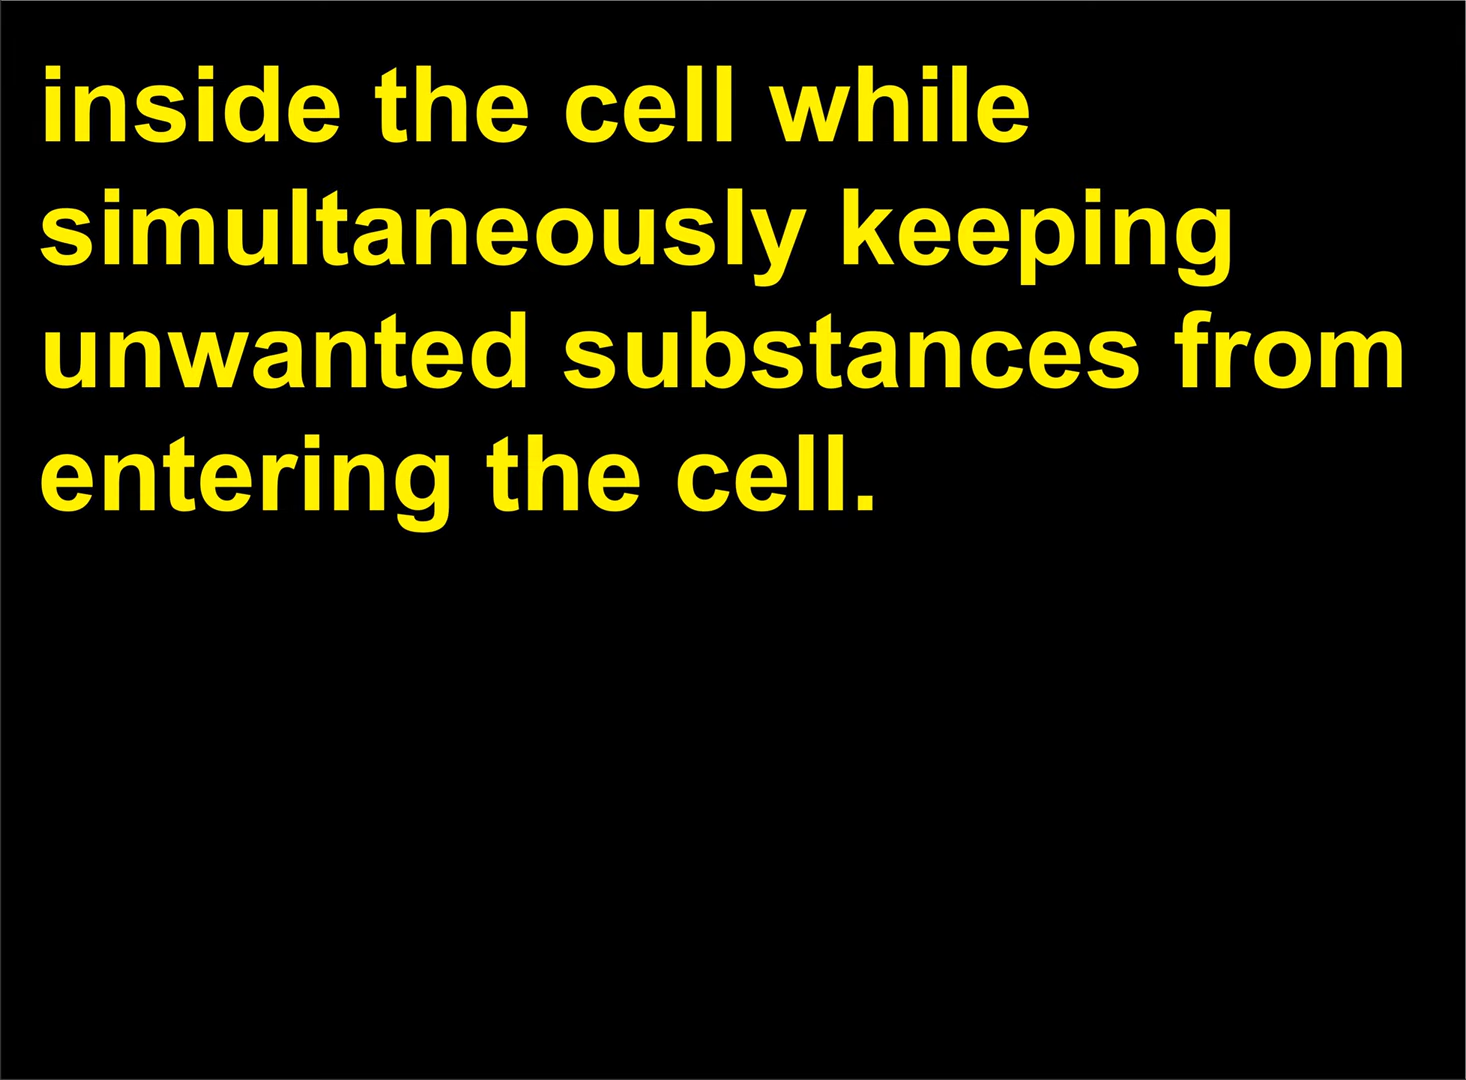 inside the cell while
simultaneously keeping
unwanted substances from
entering the cell.